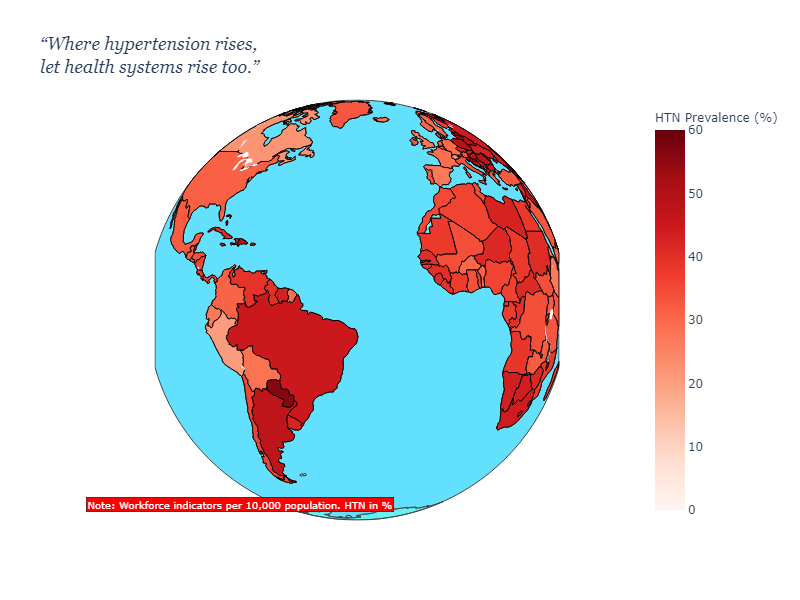 “Where hypertension rises,
let health systems rise too.”
HTN Prevalence (%)
60
50
40
30
20
10
0
Note: Workforce indicators per 10,000 population. HTN in %